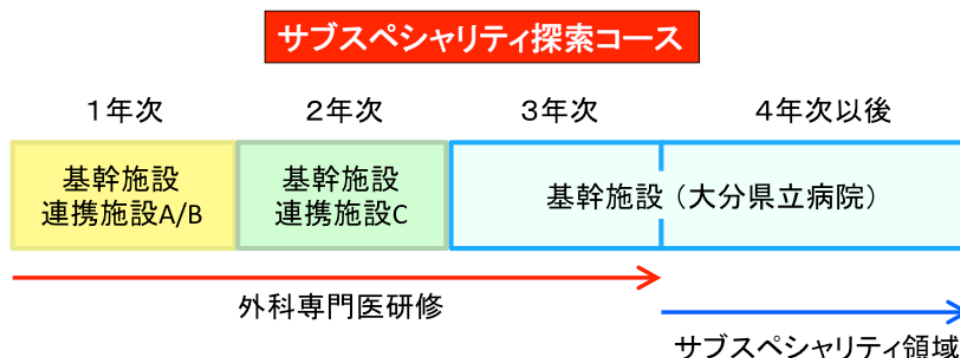 サブスペシャリティ探索コース
1年次
2年次
3年次
4年次以後
基幹施設
連携施設A/B
基幹施設
連携施設C
基幹施設（大分県立病院）
外科専門医研修
サブスペシャリティ領域